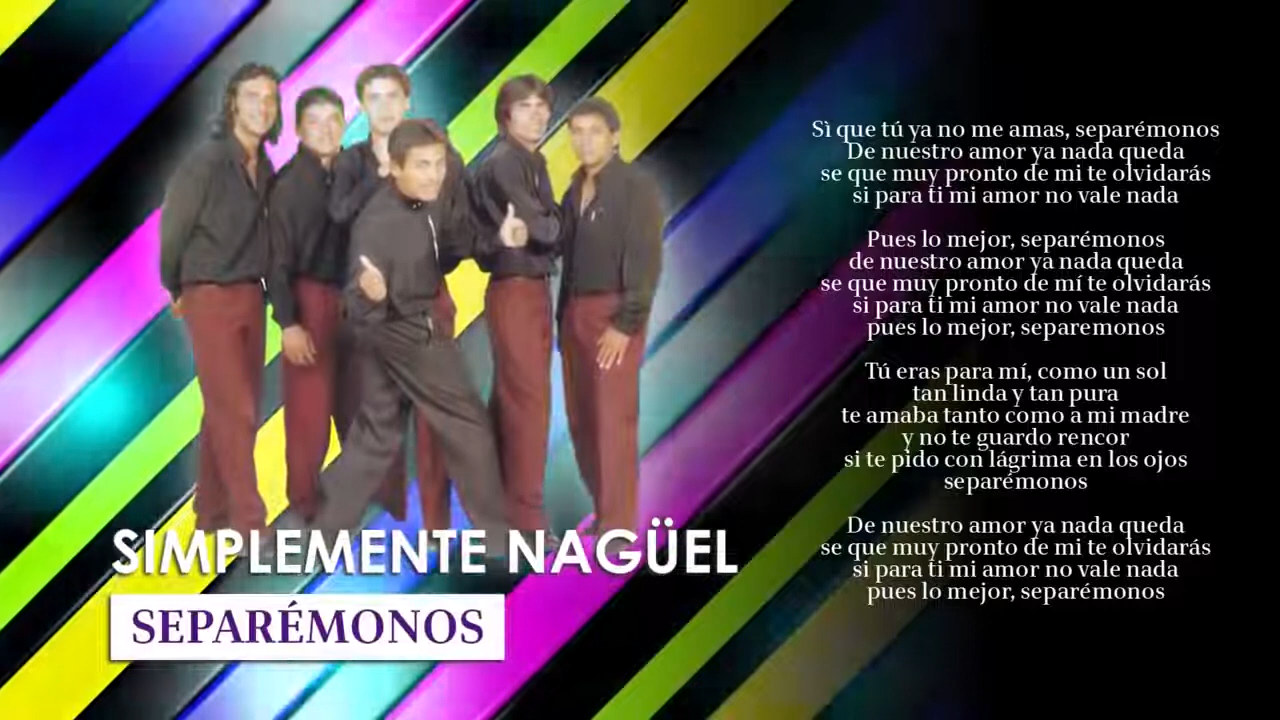 SIMPLEMENTE NAGÜEL
SEPARÉMONOS
Sì que tú ya no me amas, separémonos
De nuestro amor ya nada queda
se que muy pronto de mi te olvidarás
si para ti mi amor no vale nada
Pues lo mejor, separémonos
de nuestro amor ya nada queda
se que muy pronto de mí te olvidarás
si para ti mi amor no vale nada
pues lo mejor, separemonos
Tú eras para mí, como un sol
tan linda y tan pura
te amaba tanto como a mi madre
y no te guardo rencor
si te pido con lágrima en los ojos
separémonos
De nuestro amor ya nada queda
se que muy pronto de mi te olvidarás
si para ti mi amor no vale nada
pues lo mejor, separémonos